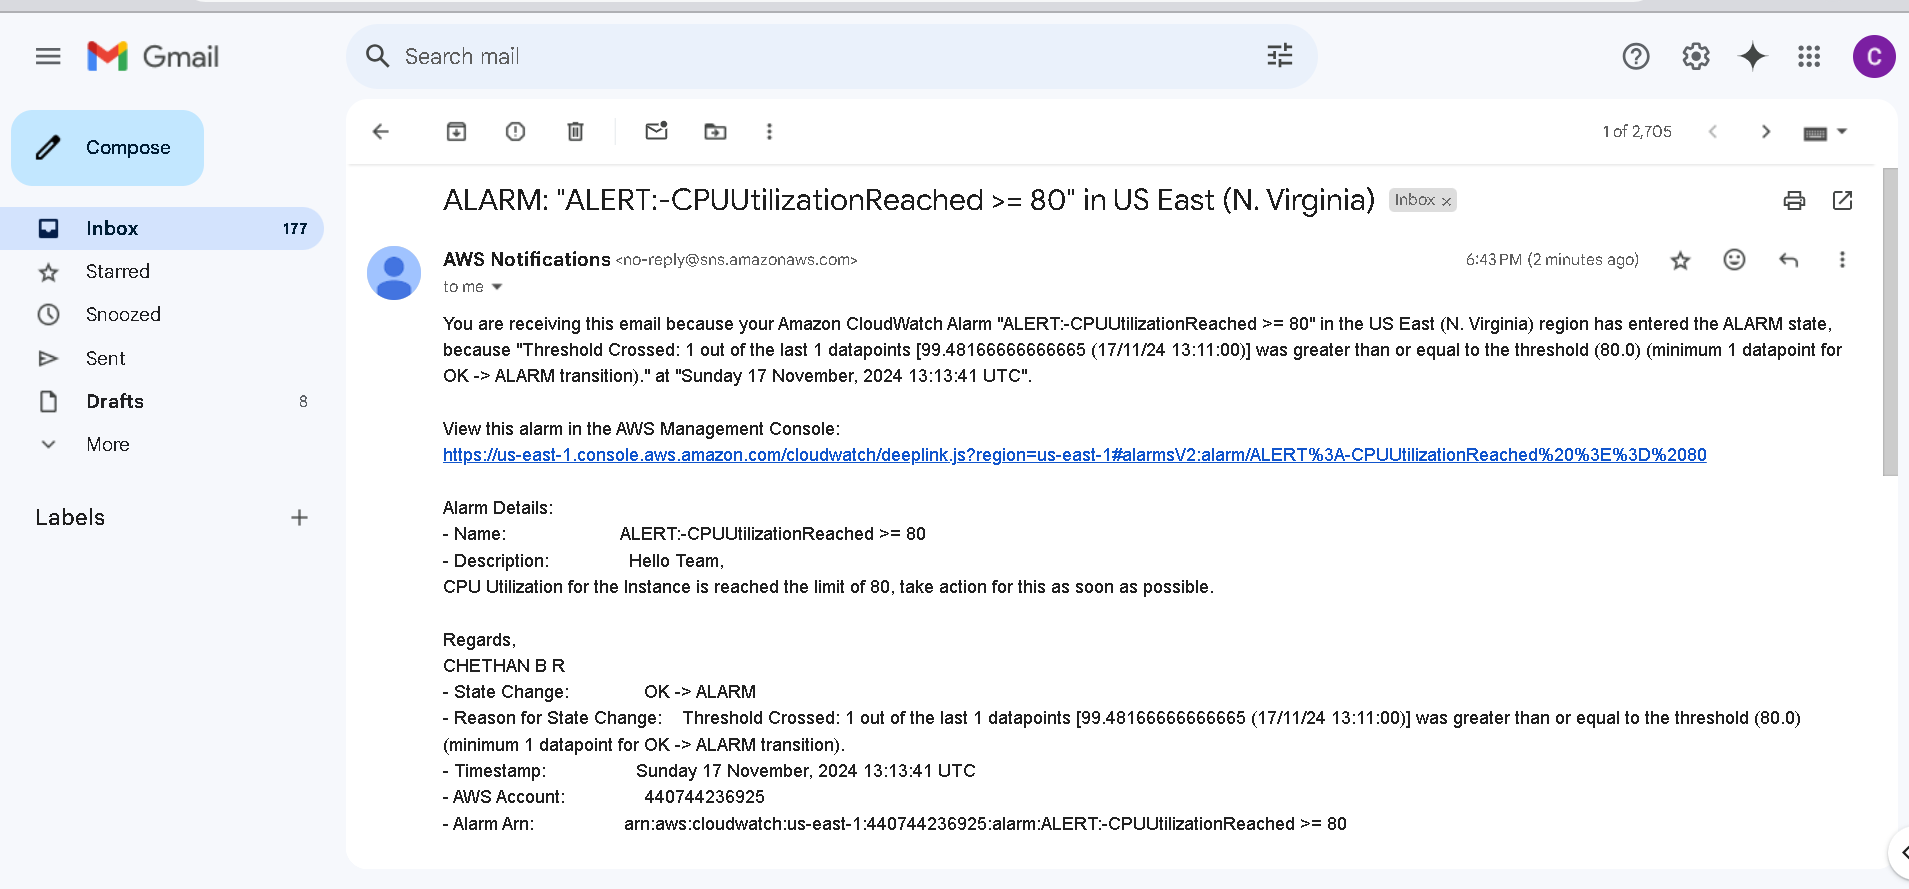 Gmail
Search mail
C
Compose
1 of 2,705
Inbox 177
Starred
Snoozed
Sent
Drafts 8
More
Labels
ALARM: "ALERT:-CPUUtilizationReached >= 80" in US East (N. Virginia) Inbox ×
AWS Notifications <no-reply@sns.amazonaws.com> 6:43 PM (2 minutes ago)
to me
You are receiving this email because your Amazon CloudWatch Alarm "ALERT:-CPUUtilizationReached >= 80" in the US East (N. Virginia) region has entered the ALARM state,
because "Threshold Crossed: 1 out of the last 1 datapoints [99.48166666666665 (17/11/24 13:11:00)] was greater than or equal to the threshold (80.0) (minimum 1 datapoint for
OK -> ALARM transition)." at "Sunday 17 November, 2024 13:13:41 UTC".
View this alarm in the AWS Management Console:
https://us-east-1.console.aws.amazon.com/cloudwatch/deeplink.js?region=us-east-1#alarmsV2:alarm/ALERT%3A-CPUUtilizationReached%20%3E%3D%2080
Alarm Details:
- Name: ALERT:-CPUUtilizationReached >= 80
- Description: Hello Team,
CPU Utilization for the Instance is reached the limit of 80, take action for this as soon as possible.
Regards,
CHETHAN B R
- State Change: OK -> ALARM
- Reason for State Change: Threshold Crossed: 1 out of the last 1 datapoints [99.48166666666665 (17/11/24 13:11:00)] was greater than or equal to the threshold (80.0)
(minimum 1 datapoint for OK -> ALARM transition).
- Timestamp: Sunday 17 November, 2024 13:13:41 UTC
- AWS Account: 440744236925
- Alarm Arn: arn:aws:cloudwatch:us-east-1:440744236925:alarm:ALERT:-CPUUtilizationReached >= 80